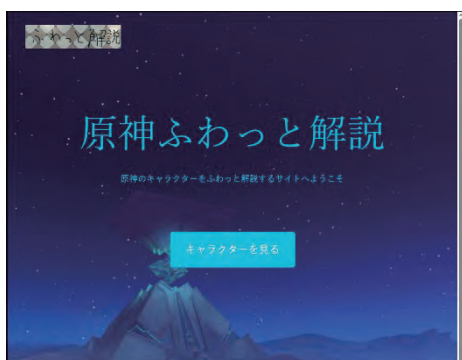 ふわっと解説
原神ふわっと解説
原神のキャラクターをふわっと解説するサイトへようこそ
キャラクターを見る